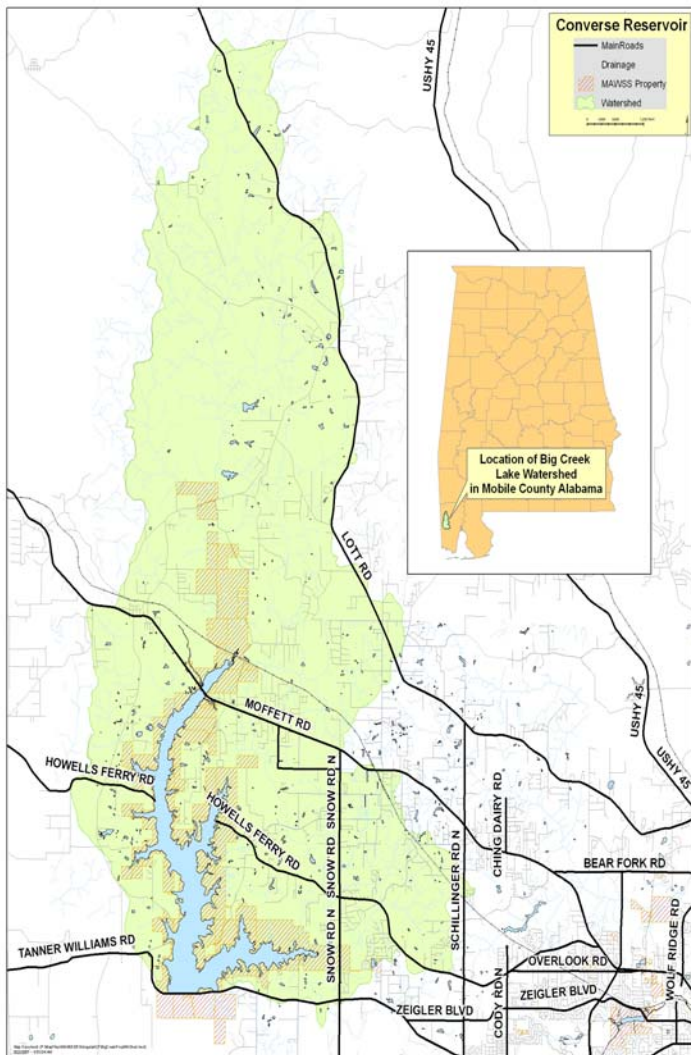 Converse Reservoir
MainRoads
Drainage
MAWSS Property
Watershed
USHY 45
Location of Big Creek
Lake Watershed
in Mobile County Alabama
LOTT RD
USHY 45
USHY 45
MOFFETT RD
HOWELLS FERRY RD
HOWELLS FERRY RD
SNOW RD N
SNOW RD N
SNOW RD N
SCHILLINGER RD N
CHING DAIRY RD
BEAR FORK RD
TANNER WILLIAMS RD
OVERLOOK RD
ZEIGLER BLVD
ZEIGLER BLVD
CODY RD N
WOLF RIDGE RD